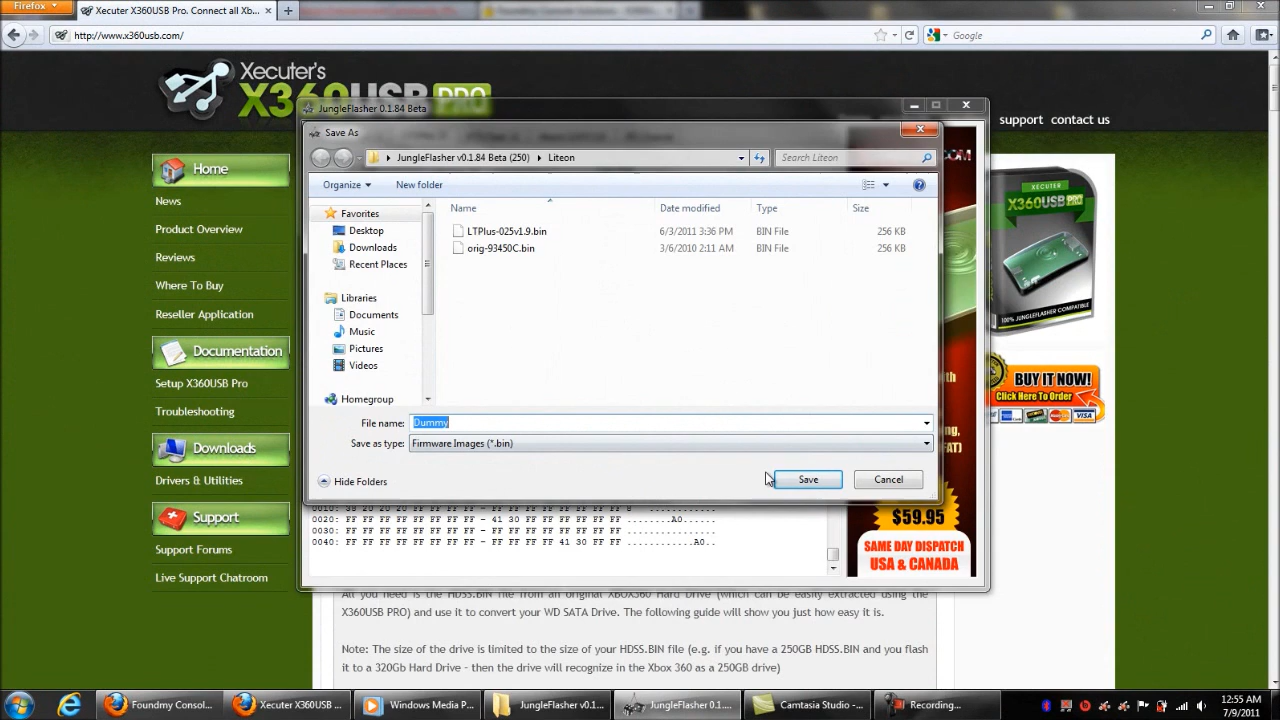 Firefox
Xecuter X360USB Pro. Connect all Xb...
http://www.x360usb.com/
Google
Xecuter's
X360USB PRO
support contact us
JungleFlasher 0.1.84 Beta
Save As
JungleFlasher v0.1.84 Beta (250) Liteon
Search Liteon
Organize New folder
Name Date modified Type Size
LTPlus-025v1.9.bin 6/3/2011 3:36 PM BIN File 256 KB
orig-93450C.bin 3/6/2010 2:11 AM BIN File 256 KB
Favorites
Desktop
Downloads
Recent Places
Libraries
Documents
Music
Pictures
Videos
Homegroup
File name: Dummy
Save as type: Firmware Images (*.bin)
Hide Folders
Save
Cancel
Home
News
Product Overview
Reviews
Where To Buy
Reseller Application
Documentation
Setup X360USB Pro
Troubleshooting
Downloads
Drives & Utilities
Support
Support Forums
Live Support Chatroom
0020: FF FF FF FF FF FF FF FF - 41 30 FF FF FF FF FF FF ........A0......
0030: FF FF FF FF FF FF FF FF - FF FF FF FF FF FF FF FF ................
0040: FF FF FF FF FF FF FF FF - FF FF FF FF 41 30 FF FF ............A0..
XECUTER
X360USB PRO
100% JUNGLEFLASHER COMPATIBLE
BUY IT NOW!
Click Here To Order
VISA
$59.95
SAME DAY DISPATCH
USA & CANADA
All you need is the HDSS.BIN file from an original XBOX360 Hard Drive (which can be easily extracted using the
X360USB PRO) and use it to convert your WD SATA Drive. The following guide will show you just how easy it is.
Note: The size of the drive is limited to the size of your HDSS.BIN file (e.g. if you have a 250GB HDSS.BIN and you flash
it to a 320Gb Hard Drive - then the drive will recognize in the Xbox 360 as a 250GB drive)
Foundmy Consol...
Xecuter X360USB ...
Windows Media P...
JungleFlasher v0.1...
JungleFlasher 0.1...
Camtasia Studio -...
Recording...
12:55 AM
7/9/2011